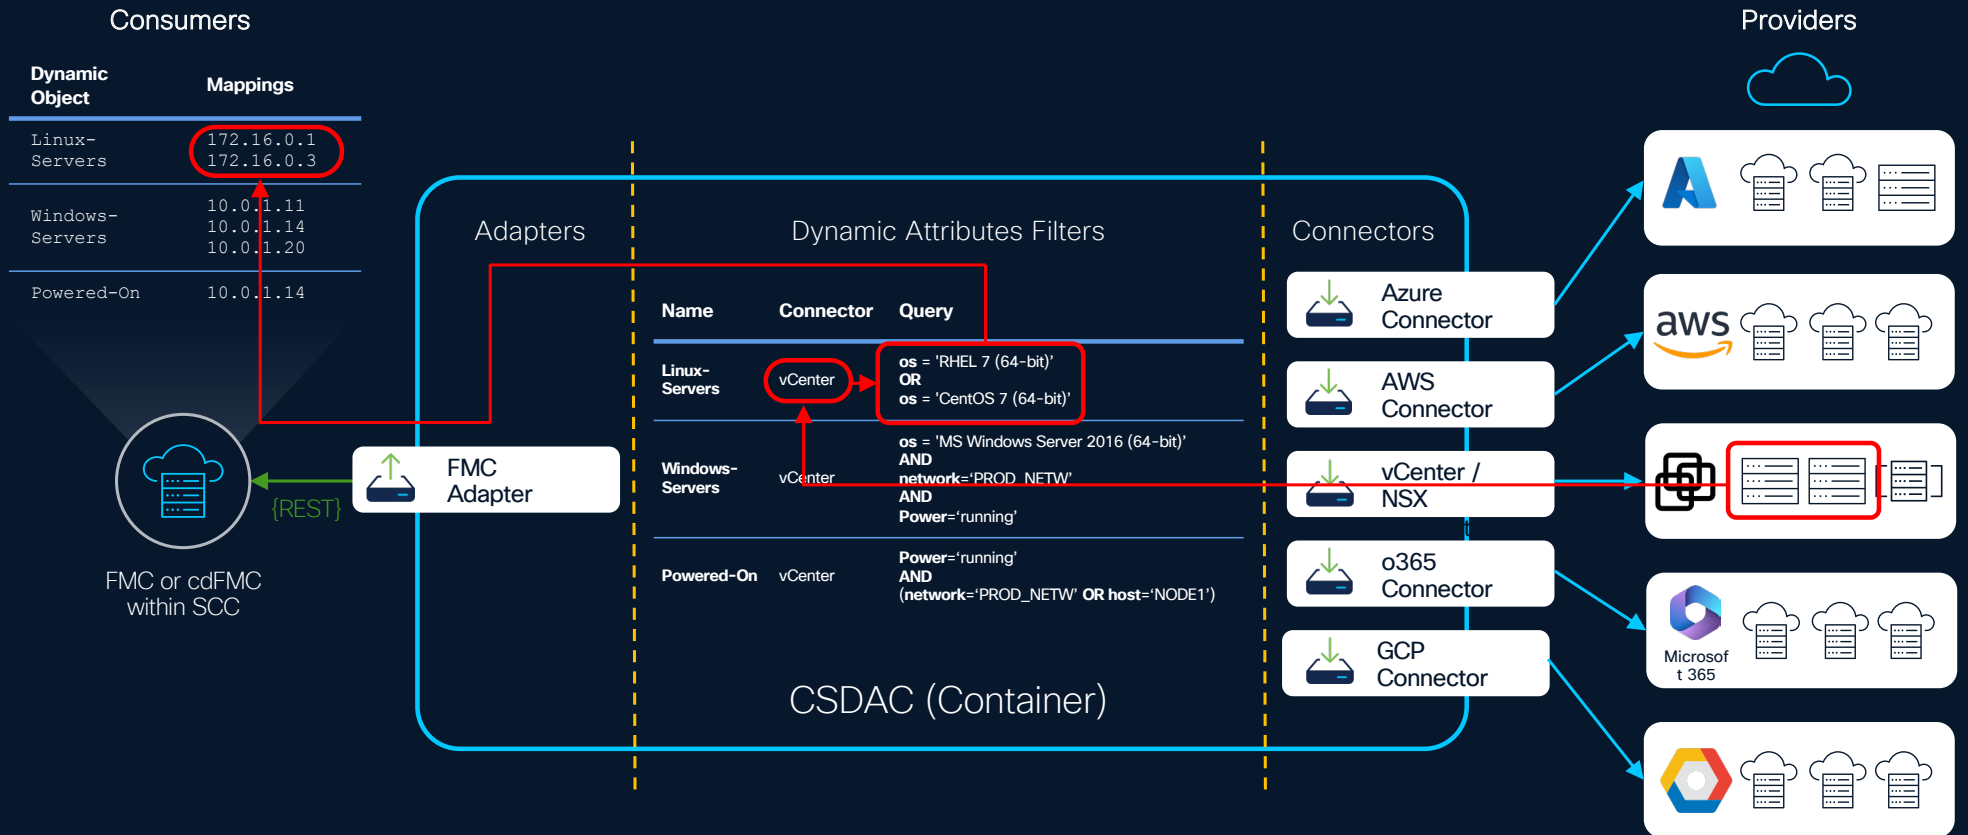 Consumers
Providers
Dynamic
Object
Mappings
Linux-
Servers
172.16.0.1
172.16.0.3
Windows-
Servers
10.0.1.11
10.0.1.14
10.0.1.20
Powered-On
10.0.1.14
FMC or cdFMC
within SCC
{REST}
FMC
Adapter
Adapters
Dynamic Attributes Filters
Connectors
Name
Connector
Query
Linux-
Servers
vCenter
os = 'RHEL 7 (64-bit)’
OR
os = 'CentOS 7 (64-bit)’
Windows-
Servers
vCenter
os = 'MS Windows Server 2016 (64-bit)’
AND
network=‘PROD_NETW’
AND
Power=‘running’
Powered-On
vCenter
Power=‘running’
AND
(network=‘PROD_NETW’ OR host=‘NODE1’)
CSDAC (Container)
Azure
Connector
AWS
Connector
vCenter /
NSX
o365
Connector
GCP
Connector
aws
Microsof
t 365